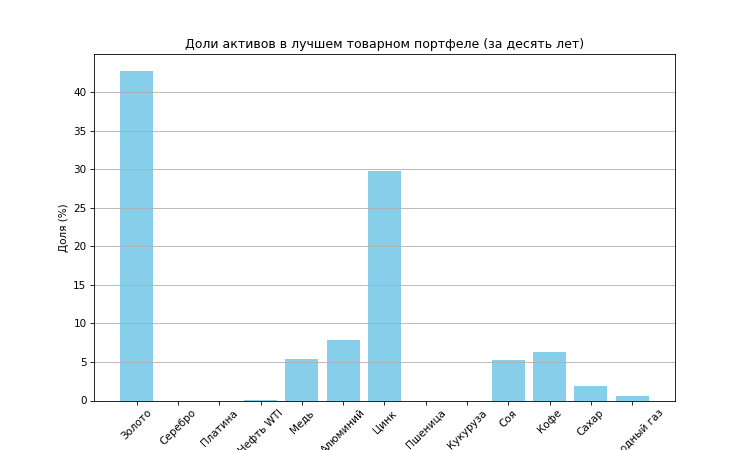 Доли активов в лучшем товарном портфеле (за десять лет)
Доля (%)
40
35
30
25
20
15
10
5
0
Золото
Серебро
Платина
Нефть WTI
Медь
Алюминий
Цинк
Пшеница
Кукуруза
Соя
Кофе
Сахар
газ